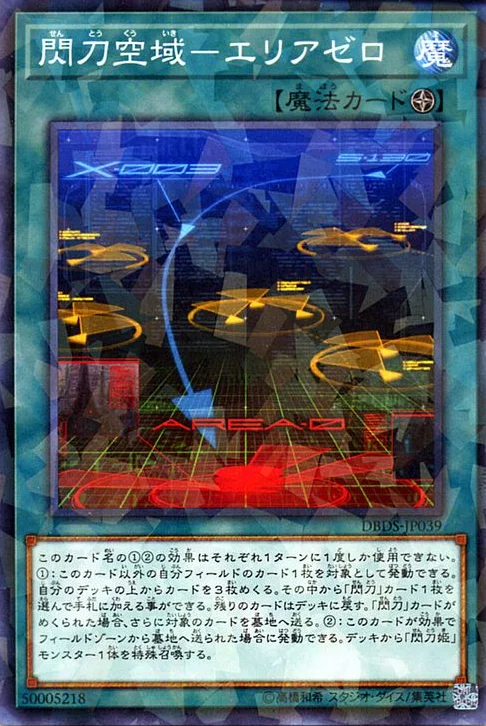 閃刀空域－エリアゼロ
魔
【魔法カード】
X-003
S-130
AREA-0
DBDS-JP039
このカード名の①②の効果はそれぞれ１ターンに１度しか使用できない。
①：このカード以外の自分フィールドのカード１枚を対象として発動できる。
自分のデッキの上からカードを３枚めくる。その中から「閃刀」カード１枚を
選んで手札に加える事ができる。残りのカードはデッキに戻す。「閃刀」カードが
めくられた場合、さらに対象のカードを墓地へ送る。②：このカードが効果で
フィールドゾーンから墓地へ送られた場合に発動できる。デッキから「閃刀姫」
モンスター１体を特殊召喚する。
50005218
©高橋和希 スタジオ・ダイス/集英社